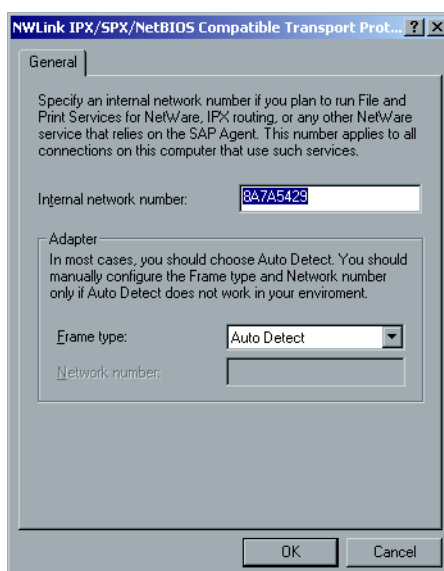 NWLink IPX/SPX/NetBIOS Compatible Transport Prot... ? X
General
Specify an internal network number if you plan to run File and
Print Services for NetWare, IPX routing, or any other NetWare
service that relies on the SAP Agent. This number applies to all
connections on this computer that use such services.
Internal network number: 8A7A5429
Adapter
In most cases, you should choose Auto Detect. You should
manually configure the Frame type and Network number
only if Auto Detect does not work in your enviroment.
Frame type: Auto Detect
Network number:
OK Cancel